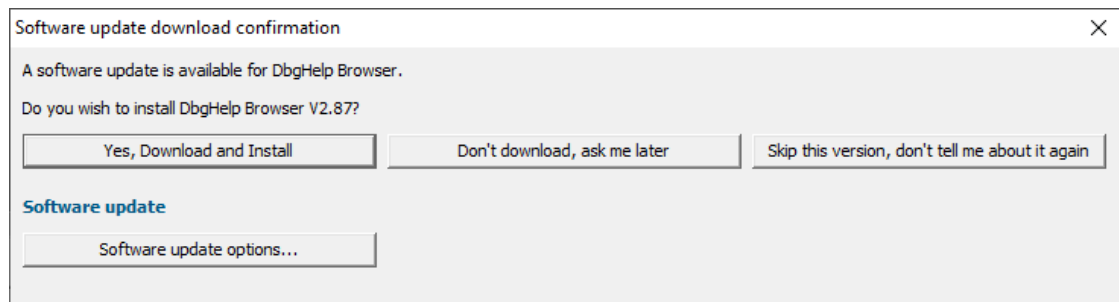 Software update download confirmation
A software update is available for DbgHelp Browser.
Do you wish to install DbgHelp Browser V2.87?
Yes, Download and Install
Don't download, ask me later
Skip this version, don't tell me about it again
Software update
Software update options...